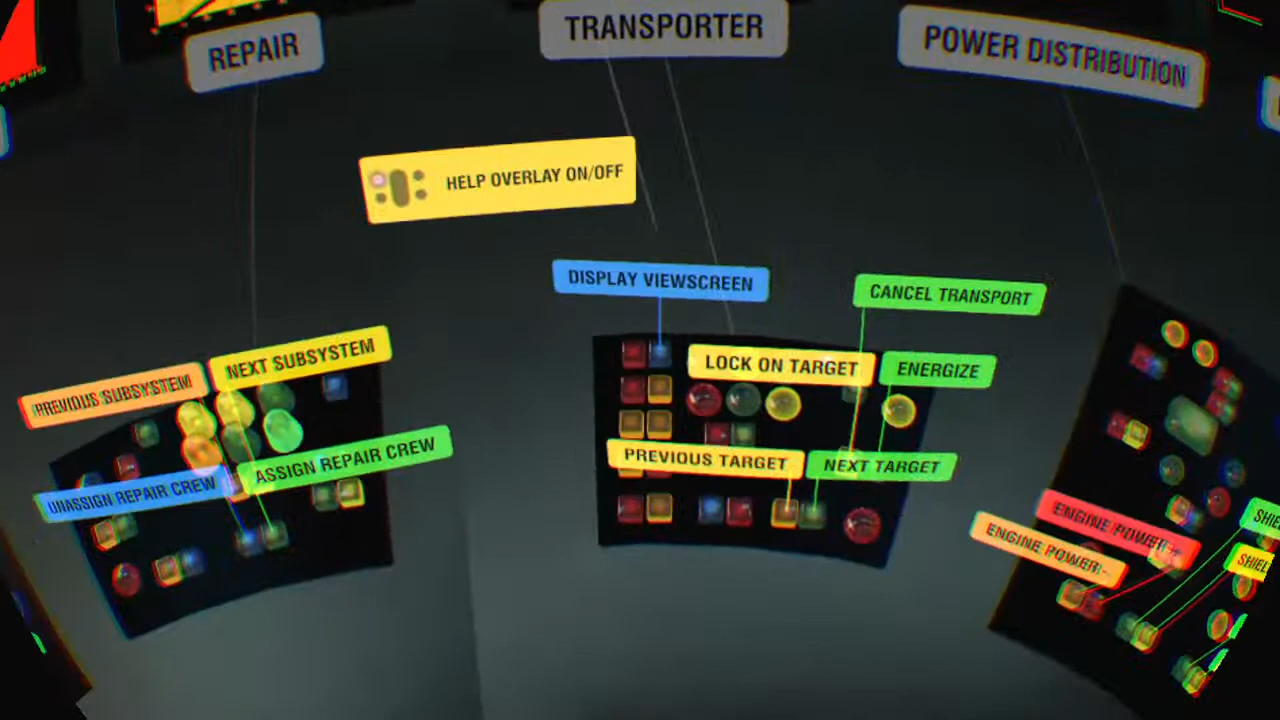 REPAIR
TRANSPORTER
POWER DISTRIBUTION
HELP OVERLAY ON/OFF
DISPLAY VIEWSCREEN
CANCEL TRANSPORT
NEXT SUBSYSTEM
PREVIOUS SUBSYSTEM
LOCK ON TARGET
ENERGIZE
ASSIGN REPAIR CREW
UNASSIGN REPAIR CREW
PREVIOUS TARGET
NEXT TARGET
ENGINE POWER+
ENGINE POWER-